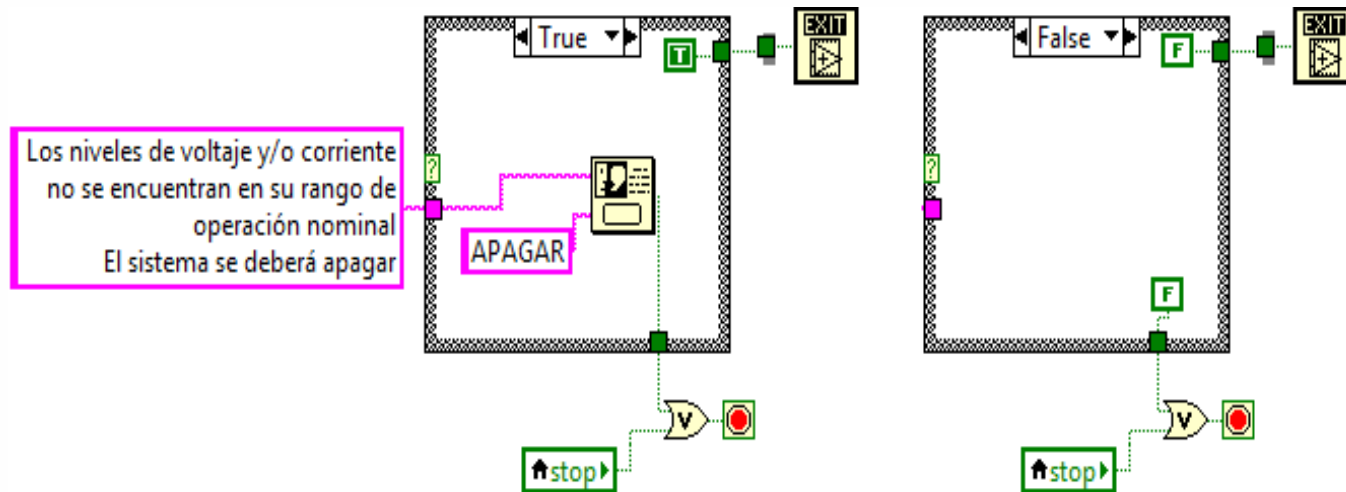 True
T
EXIT
Los niveles de voltaje y/o corriente
no se encuentran en su rango de
operación nominal
El sistema se deberá apagar
?
APAGAR
V
stop
False
F
EXIT
?
F
V
stop